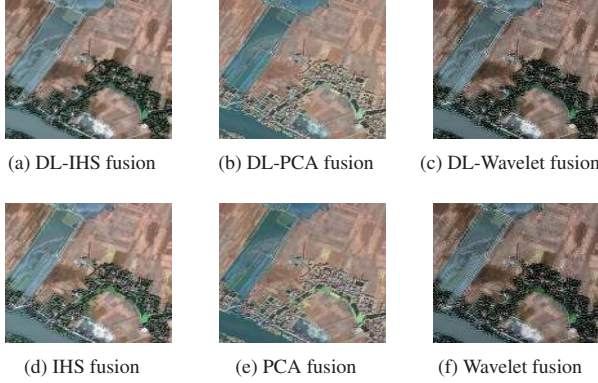 (a) DL-IHS fusion
(b) DL-PCA fusion
(c) DL-Wavelet fusion
(d) IHS fusion
(e) PCA fusion
(f) Wavelet fusion